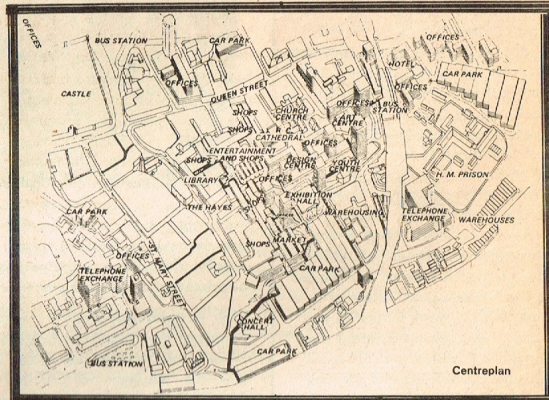 OFFICES
BUS STATION
CAR PARK
OFFICES
HOTEL
CASTLE
OFFICES
CAR PARK
OFFICES
QUEEN STREET
OFFICES
BUS
STATION
SHOPS
CHURCH
CENTRE
ART
CENTRE
SHOPS
R C
CATHEDRAL
OFFICES
ENTERTAINMENT
AND SHOPS
SHOPS
DESIGN
CENTRE
YOUTH
CENTRE
H.M. PRISON
LIBRARY
OFFICES
EXHIBITION
HALL
THE HAYES
WAREHOUSING
TELEPHONE
EXCHANGE
WAREHOUSES
CAR PARK
ST MARY STREET
SHOPS
MARKET
OFFICES
TELEPHONE
EXCHANGE
CAR PARK
CONCERT
HALL
BUS STATION
CAR PARK
Centreplan